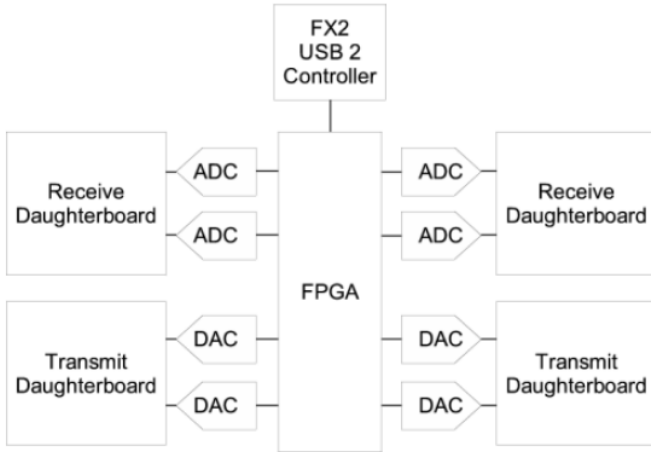 FX2
USB 2
Controller
ADC
ADC
Receive
Daughterboard
Receive
Daughterboard
ADC
ADC
FPGA
DAC
DAC
Transmit
Daughterboard
Transmit
Daughterboard
DAC
DAC